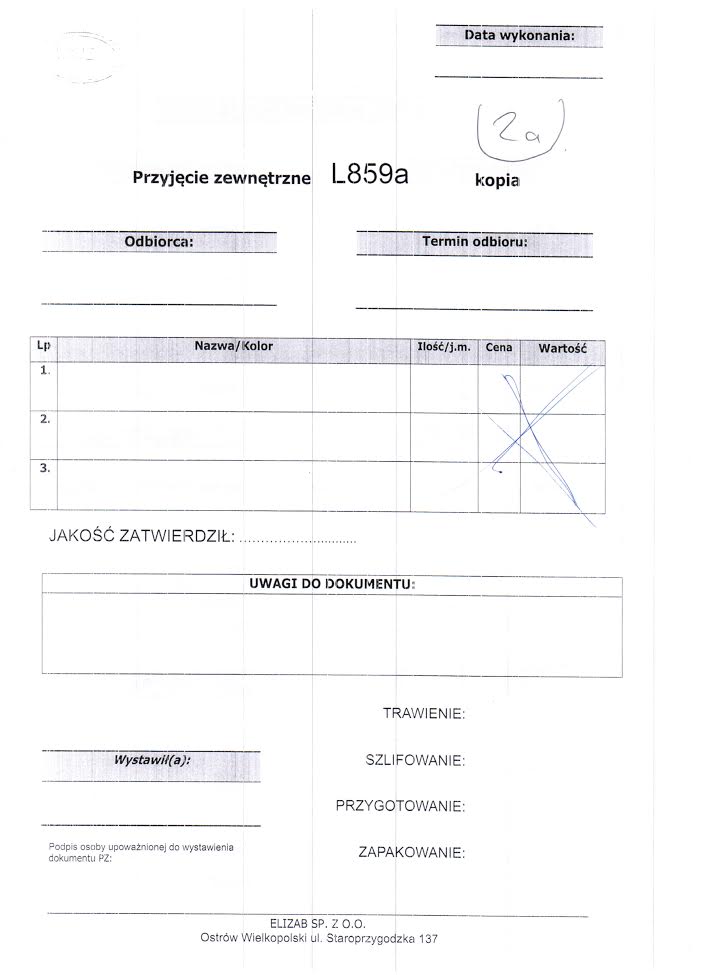 Data wykonania:
2a
Przyjęcie zewnętrzne L859a kopia
Odbiorca: Termin odbioru:
Lp Nazwa/Kolor Ilość/j.m. Cena Wartość
1.
2.
3.
JAKOŚĆ ZATWIERDZIŁ: ............................
UWAGI DO DOKUMENTU:
TRAWIENIE:
Wystawił(a): SZLIFOWANIE:
PRZYGOTOWANIE:
Podpis osoby upoważnionej do wystawienia
dokumentu PZ:
ZAPAKOWANIE:
ELIZAB SP. Z O.O.
Ostrów Wielkopolski ul. Staroprzygodzka 137